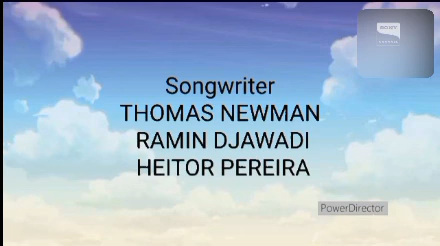 Songwriter
THOMAS NEWMAN
RAMIN DJAWADI
HEITOR PEREIRA
PowerDirector